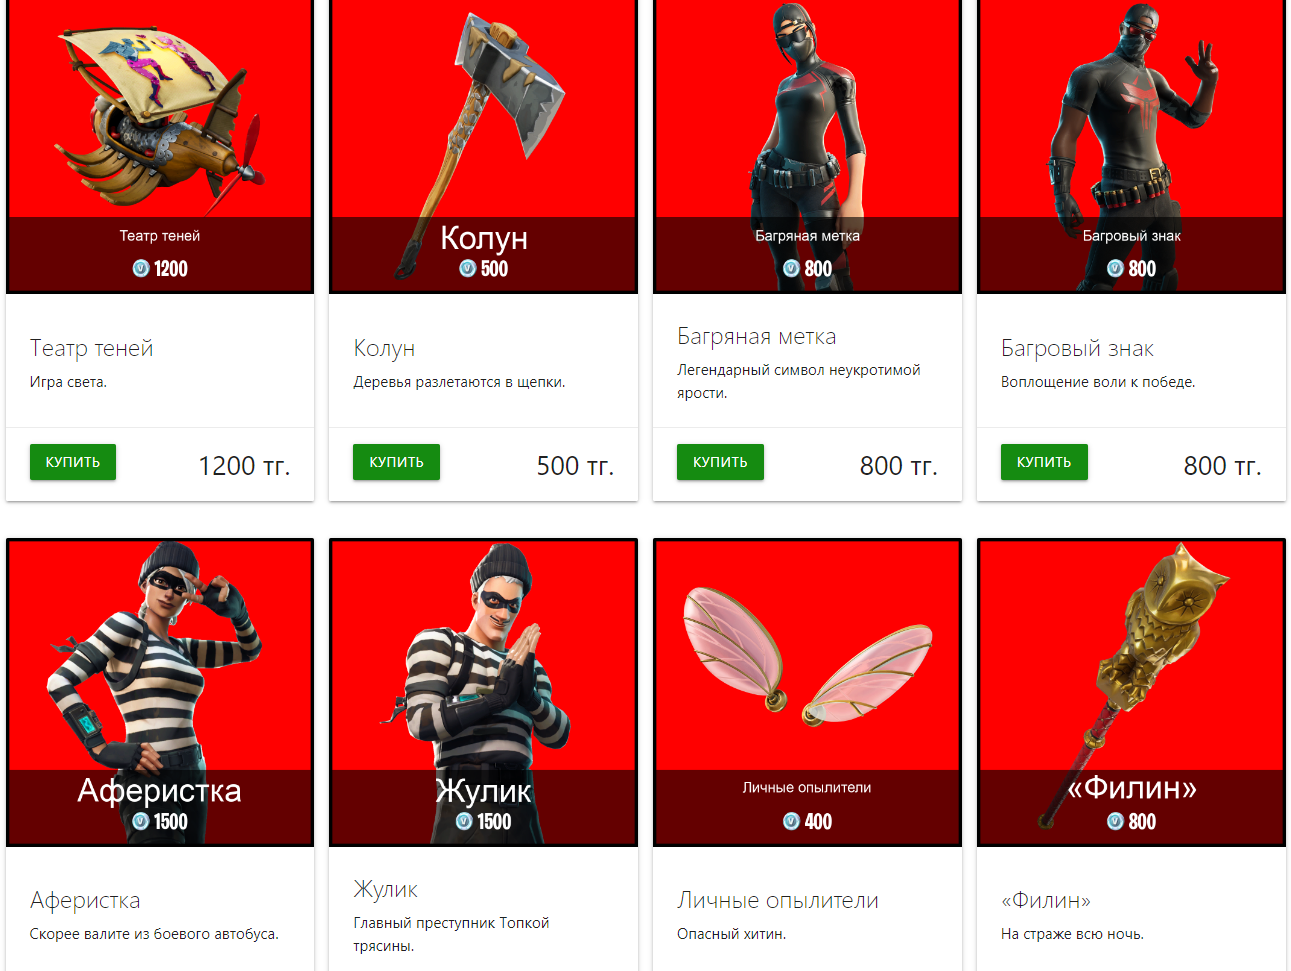 Театр теней
1200
Колун
500
Багряная метка
800
Багровый знак
800
Театр теней
Игра света.
Колун
Деревья разлетаются в щепки.
Багряная метка
Легендарный символ неукротимой
ярости.
Багровый знак
Воплощение воли к победе.
КУПИТЬ
1200 тг.
КУПИТЬ
500 тг.
КУПИТЬ
800 тг.
КУПИТЬ
800 тг.
Аферистка
1500
Жулик
1500
Личные опылители
400
«Филин»
800
Аферистка
Скорее валите из боевого автобуса.
Жулик
Главный преступник Топкой
трясины.
Личные опылители
Опасный хитин.
«Филин»
На страже всю ночь.